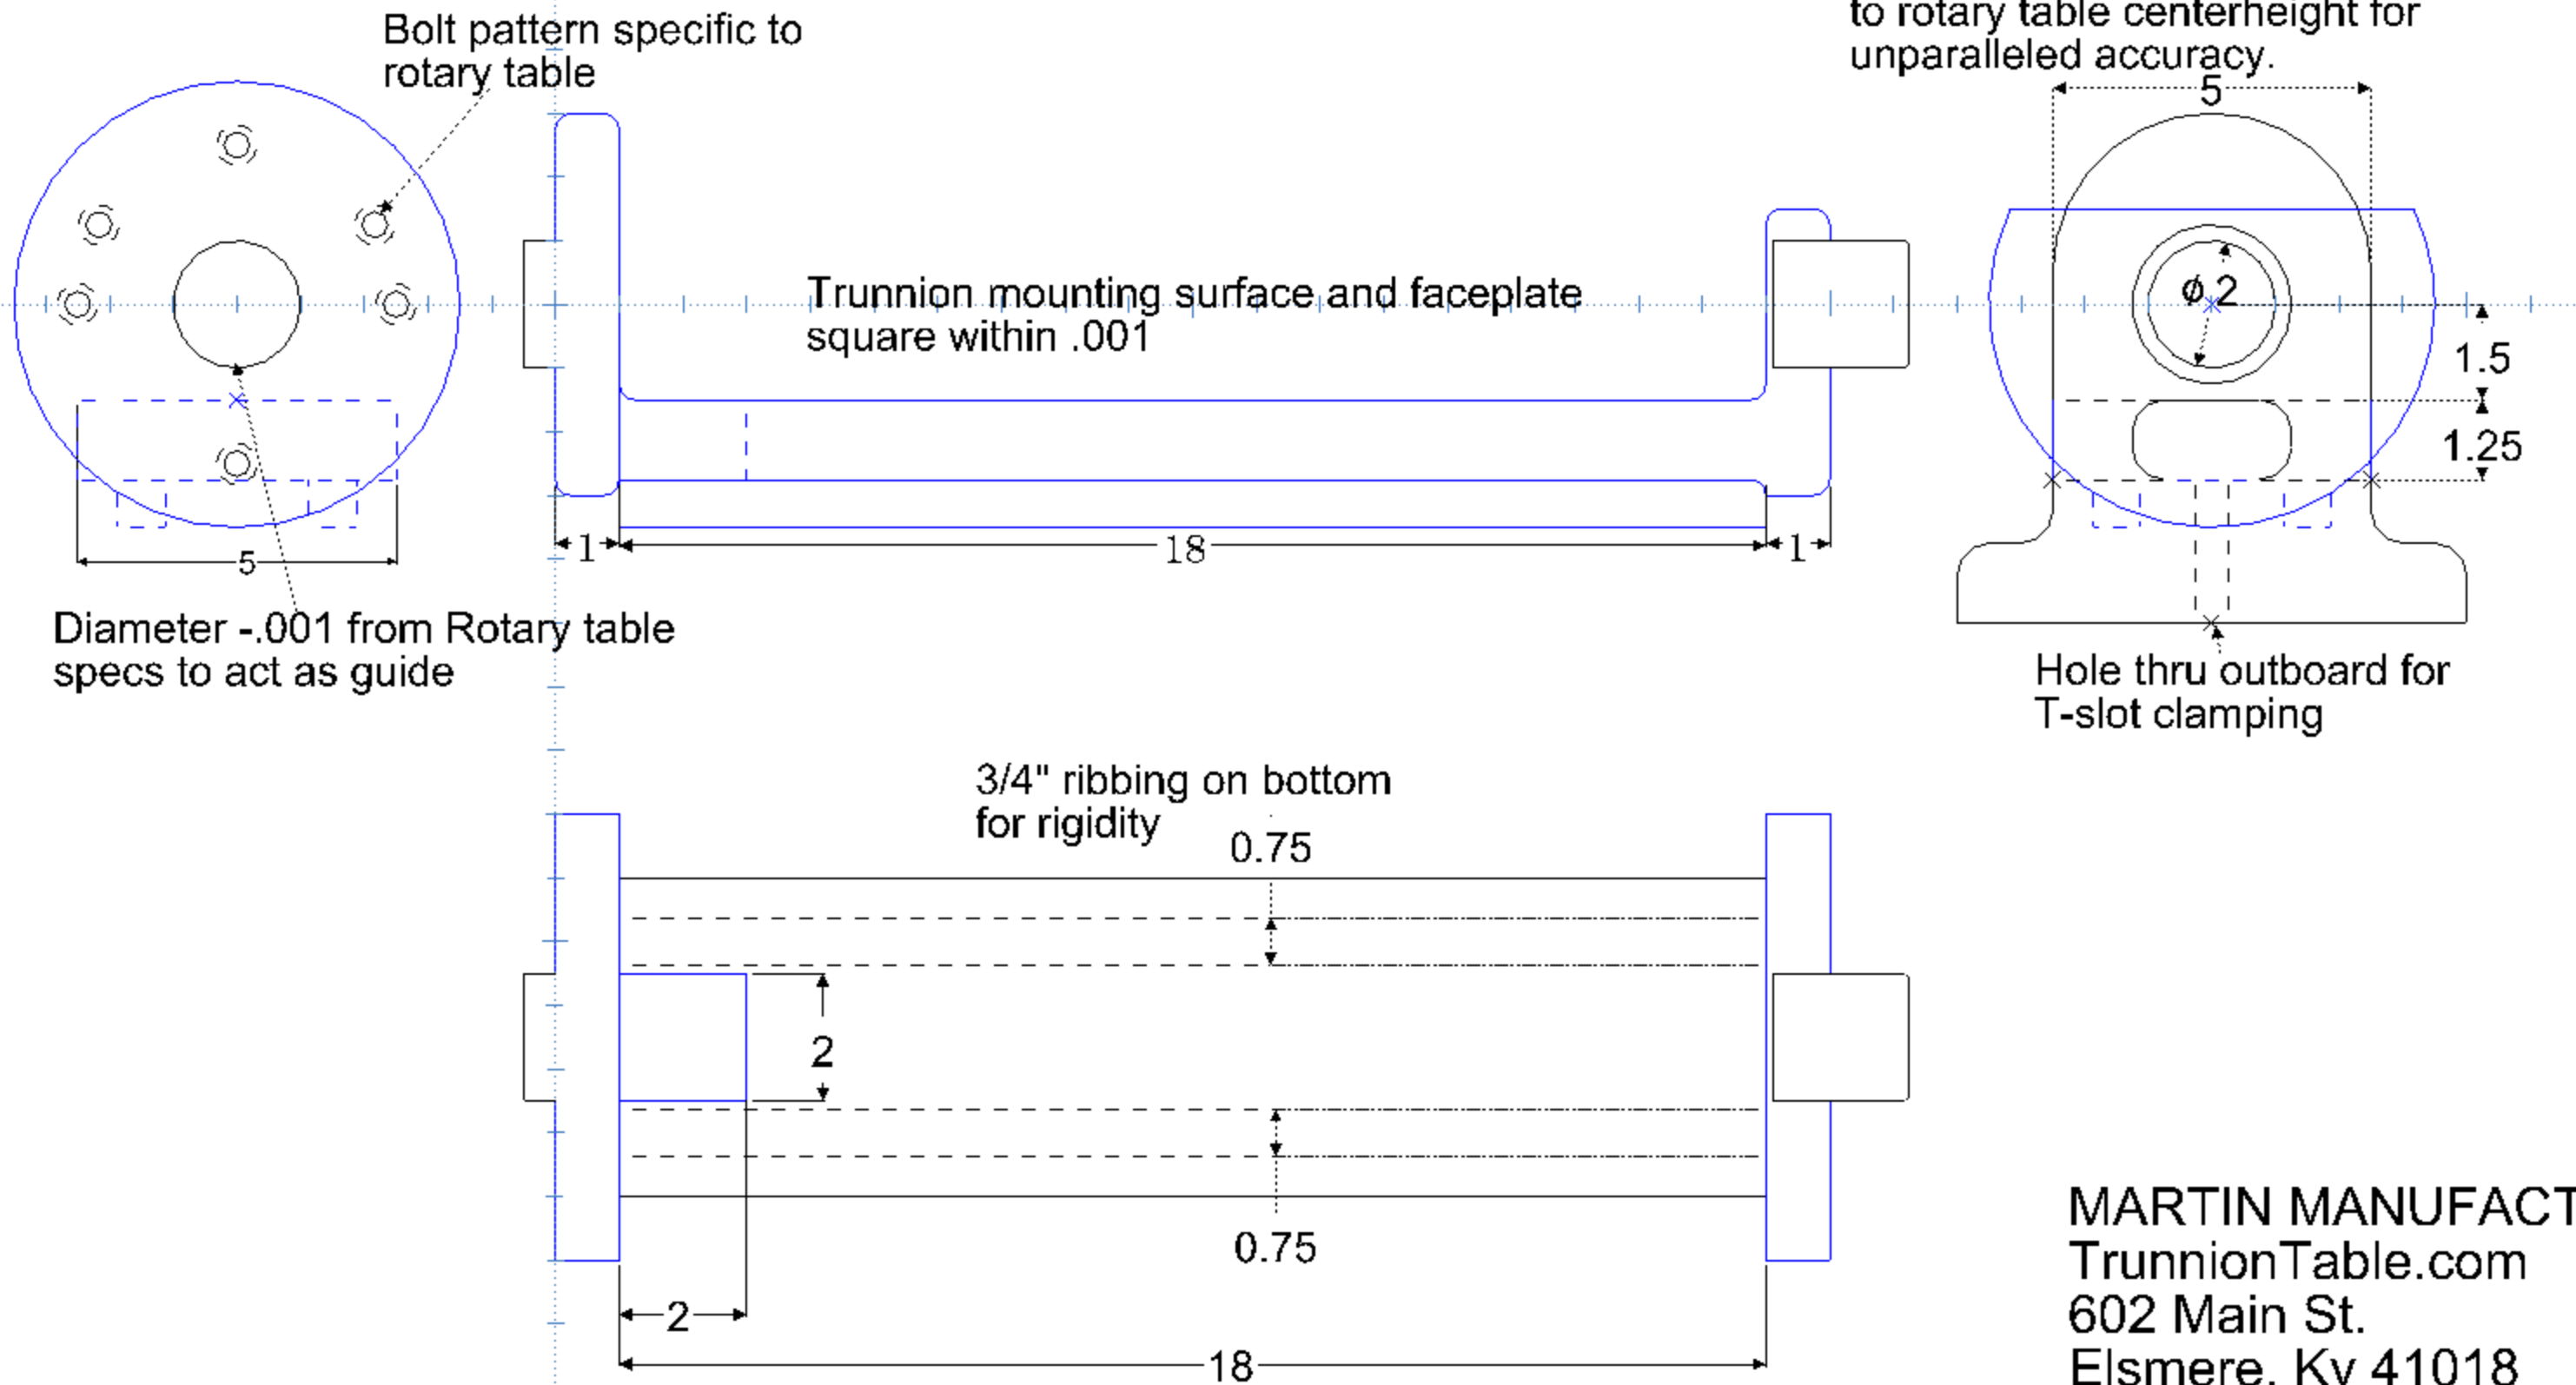 Bolt pattern specific to
rotary table
to rotary table centerheight for
unparalleled accuracy.
5
Trunnion mounting surface and faceplate
square within .001
ϕ 2
1.5
1.25
5
1
18
1
Diameter -.001 from Rotary table
specs to act as guide
Hole thru outboard for
T-slot clamping
3/4" ribbing on bottom
for rigidity
0.75
2
0.75
2
18
MARTIN MANUFACT
TrunnionTable.com
602 Main St.
Elsmere, Ky 41018